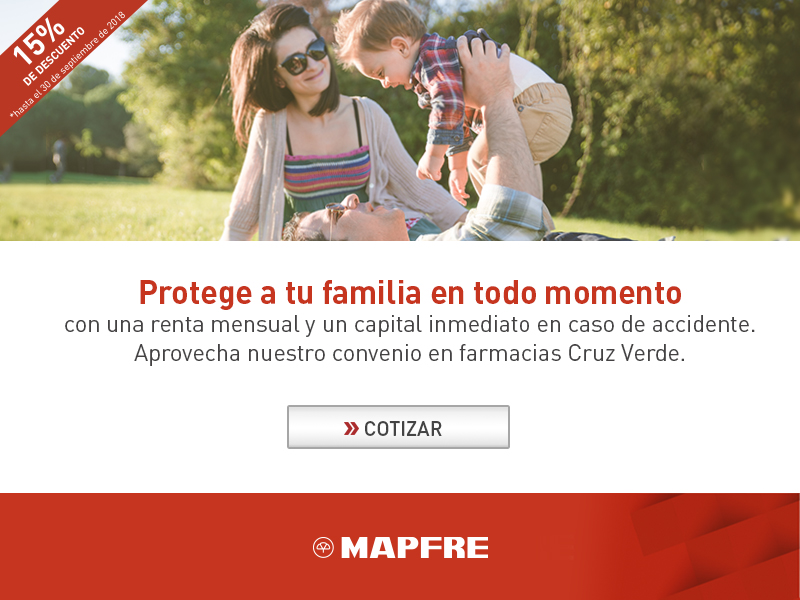 15%
DE DESCUENTO
*hasta el 30 de septiembre de 2018
Protege a tu familia en todo momento
con una renta mensual y un capital inmediato en caso de accidente.
Aprovecha nuestro convenio en farmacias Cruz Verde.
» COTIZAR
MAPFRE